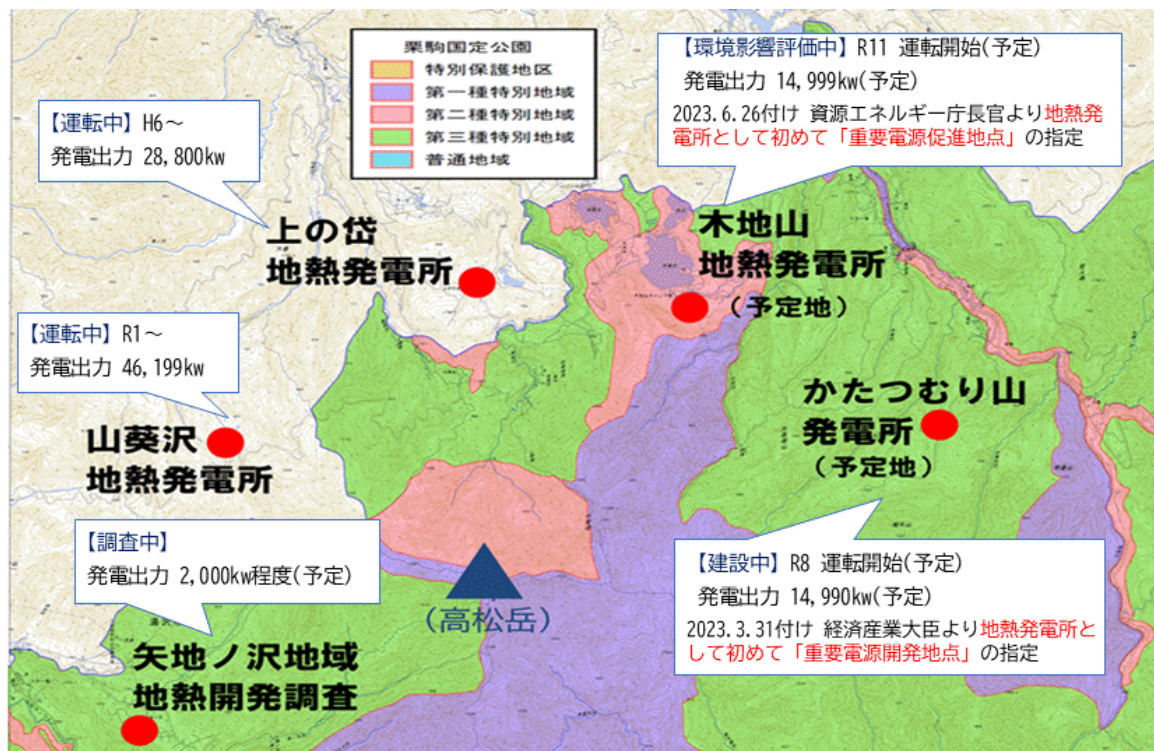 栗駒国定公園
特別保護地区
第一種特別地域
第二種特別地域
第三種特別地域
普通地域
【環境影響評価中】R11 運転開始(予定)
発電出力 14,999kw(予定)
2023.6.26付け 資源エネルギー庁長官より地熱発
電所として初めて「重要電源促進地点」の指定
【運転中】H6～
発電出力 28,800kw
上の岱
地熱発電所
木地山
地熱発電所
(予定地)
【運転中】R1～
発電出力 46,199kw
山葵沢
地熱発電所
かたつむり山
発電所
(予定地)
【調査中】
発電出力 2,000kw程度(予定)
(高松岳)
【建設中】R8 運転開始(予定)
発電出力 14,990kw(予定)
2023.3.31付け 経済産業大臣より地熱発電所と
して初めて「重要電源開発地点」の指定
矢地ノ沢地域
地熱開発調査